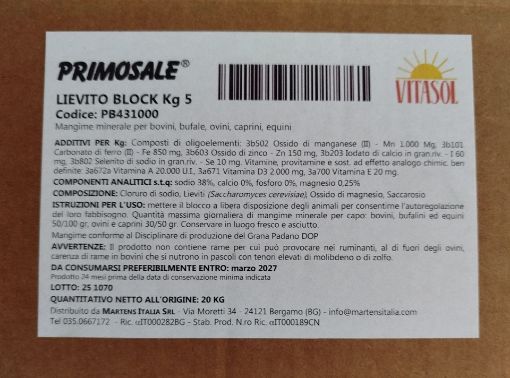 PRIMOSALE®
VITASOL
LIEVITO BLOCK Kg 5
Codice: PB431000
Mangime minerale per bovini, bufale, ovini, caprini, equini
ADDITIVI PER Kg: Composti di oligoelementi: 3b502 Ossido di manganese (II) - Mn 1.000 Mg, 3b101
Carbonato di ferro (II) - Fe 850 mg, 3b603 Ossido di zinco - Zn 150 mg, 3b203 Iodato di calcio in gran.riv. - I 60
mg, 3b802 Selenito di sodio in gran.riv. - Se 10 mg. Vitamine, provitamine e sost. ad effetto analogo chimic. ben
definite: 3a672a Vitamina A 20.000 U.I., 3a671 Vitamina D3 2.000 mg, 3a700 Vitamina E 20 mg.
COMPONENTI ANALITICI s.t.q: sodio 38%, calcio 0%, fosforo 0%, magnesio 0,25%
COMPOSIZIONE: Cloruro di sodio, Lieviti (Saccharomyces cerevisiae), Ossido di magnesio, Saccarosio
ISTRUZIONI PER L'USO: mettere il blocco a libera disposizione degli animali per consentirne l'autoregolazione
del loro fabbisogno. Quantità massima giornaliera di mangime minerale per capo: bovini, bufalini ed equini
50/100 gr, ovini e caprini 30/50 gr. Conservare in luogo fresco e asciutto.
Mangime conforme al Disciplinare di produzione del Grana Padano DOP
AVVERTENZE: Il prodotto non contiene rame per cui può provocare nei ruminanti, al di fuori degli ovini,
carenza di rame in bovini che si nutrono in pascoli con tenori elevati di molibdeno o di zolfo.
DA CONSUMARSI PREFERIBILMENTE ENTRO: marzo 2027
Prodotto 24 mesi prima della data di conservazione minima indicata
LOTTO: 25 1070
QUANTITATIVO NETTO ALL'ORIGINE: 20 KG
Distribuito da MARTENS ITALIA SRL - Via Moretti 34 - 24121 Bergamo (BG) - info@martensitalia.com
Tel 035.0667172 - Ric. αIT000282BG - Stab. Prod. N.ro Ric. αIT000189CN